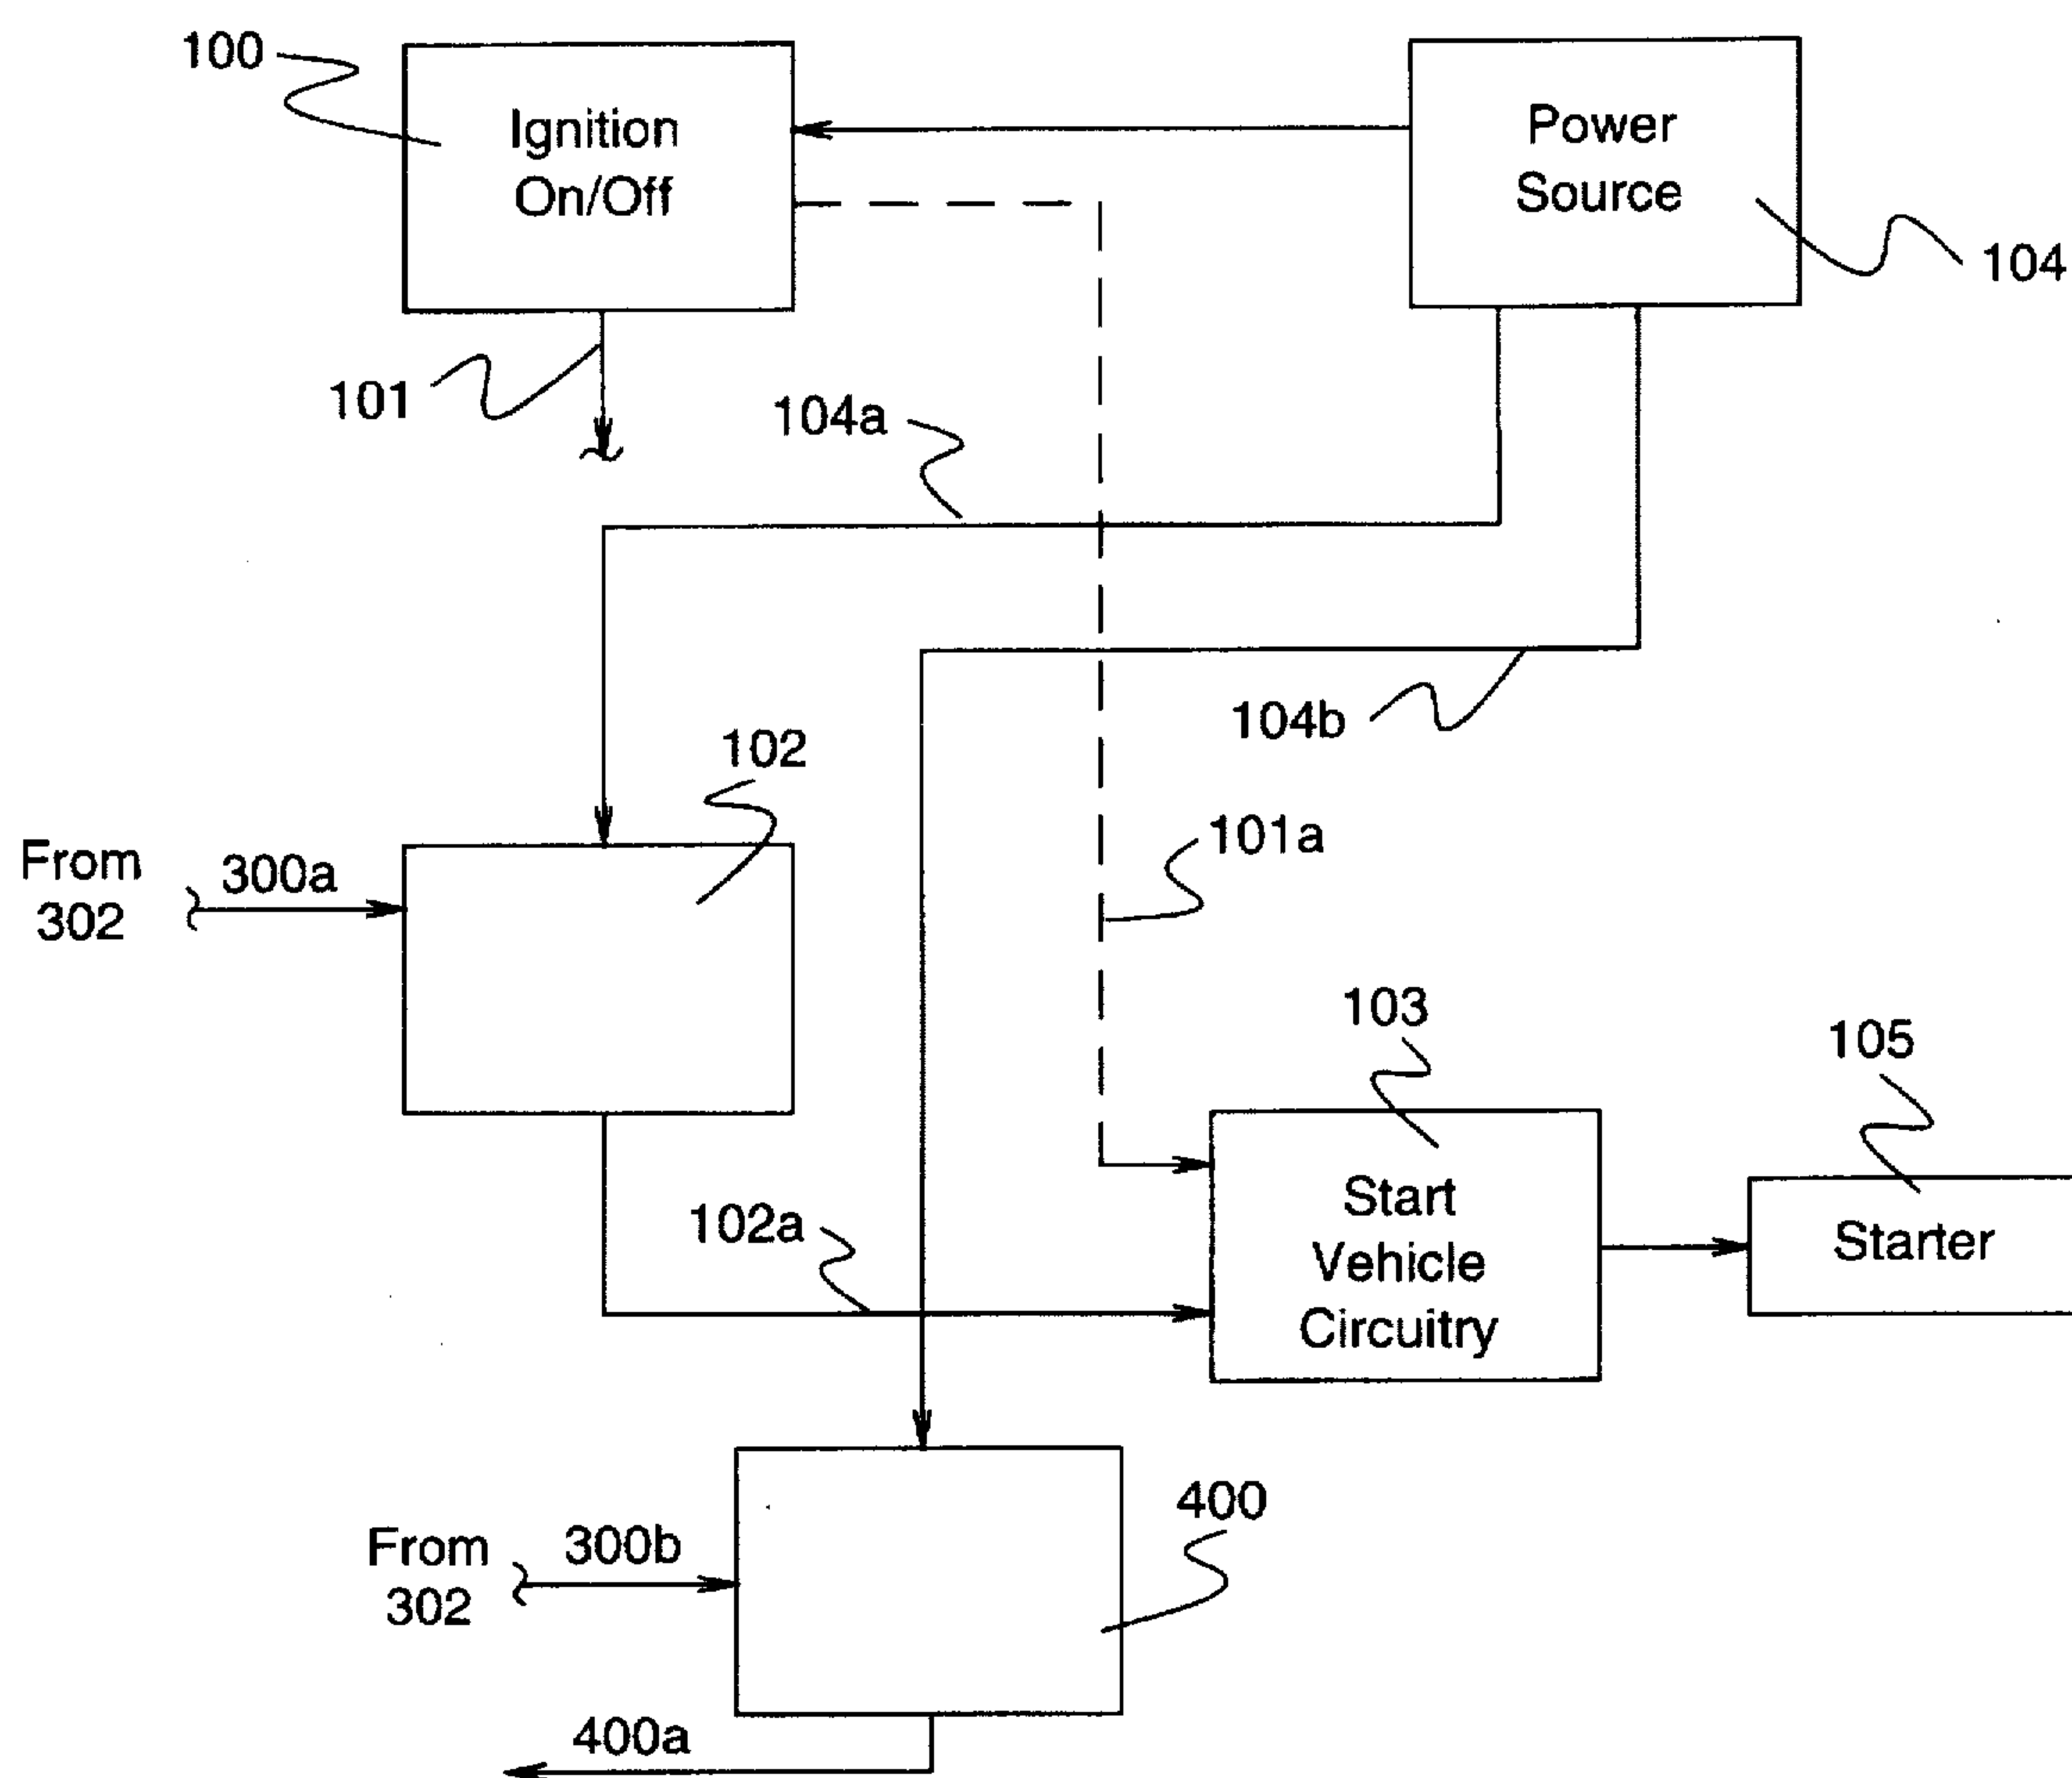 100
Ignition
On/Off
Power
Source
104
101
104a
104b
102
From
302
300a
101a
103
105
Start
Vehicle
Circuitry
Starter
102a
400
From
302
300b
400a